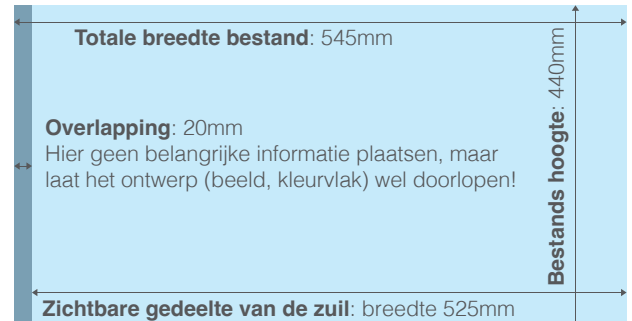 Totale breedte bestand: 545mm
Bestands hoogte: 440mm
Overlapping: 20mm
Hier geen belangrijke informatie plaatsen, maar
laat het ontwerp (beeld, kleurvlak) wel doorlopen!
Zichtbare gedeelte van de zuil: breedte 525mm